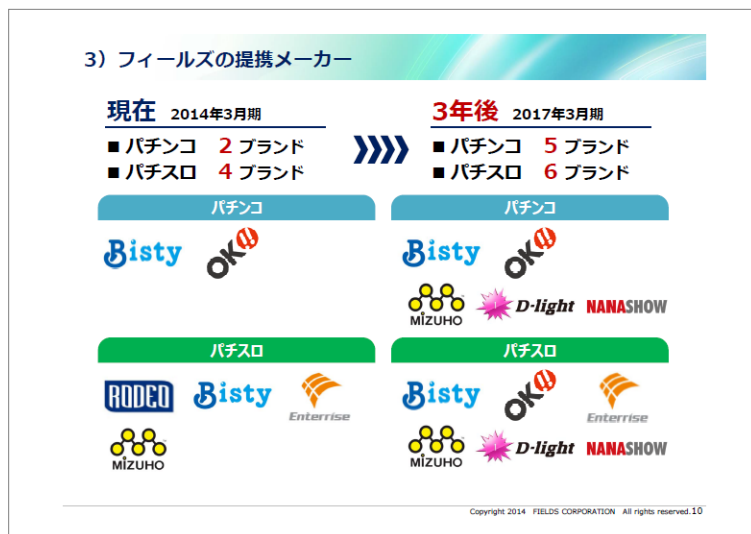 3）フィールズの提携メーカー
現在 2014年3月期
■ パチンコ 2 ブランド
■ パチスロ 4 ブランド
3年後 2017年3月期
■ パチンコ 5 ブランド
■ パチスロ 6 ブランド
パチンコ
Bisty OK!!
パチンコ
Bisty OK!!
MIZUHO D-light NANASHOW
パチスロ
RODEO Bisty Enterrise
MIZUHO
パチスロ
Bisty OK!! Enterrise
MIZUHO D-light NANASHOW
Copyright 2014 FIELDS CORPORATION All rights reserved.10